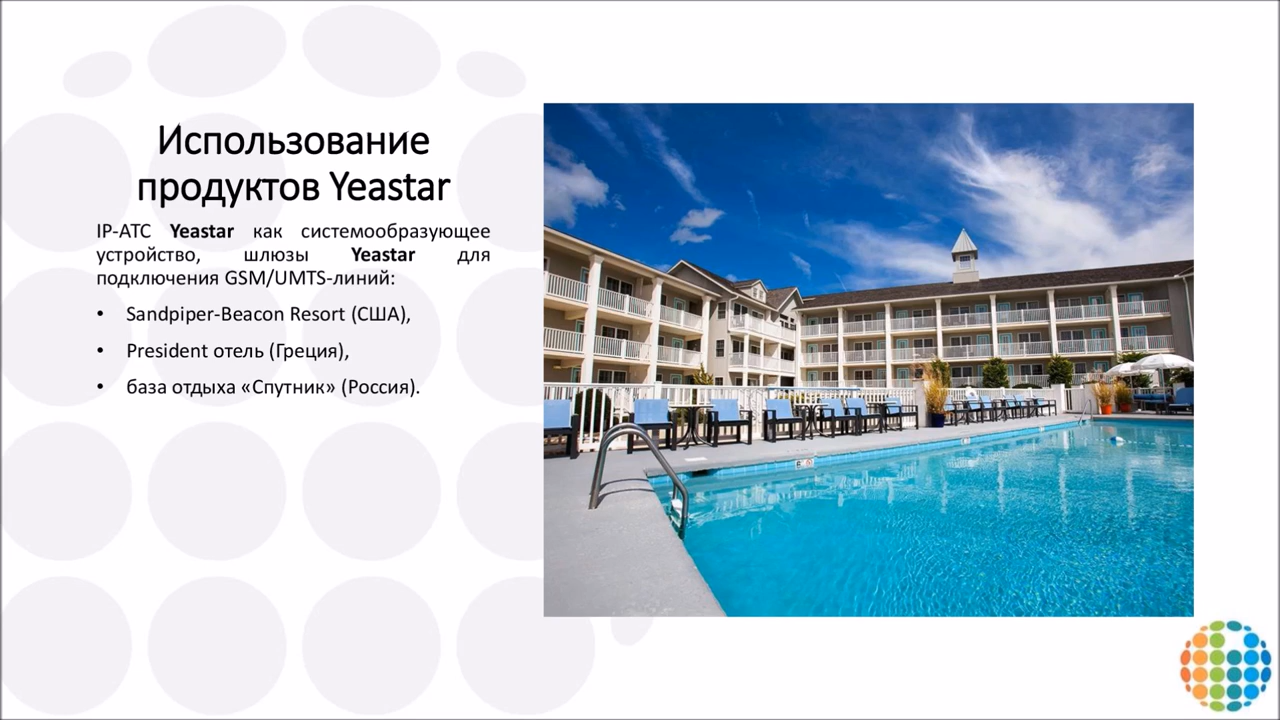 Использование
продуктов Yeastar
IP-АТС Yeastar как системообразующее
устройство, шлюзы Yeastar для
подключения GSM/UMTS-линий:
• Sandpiper-Beacon Resort (США),
• President отель (Греция),
• база отдыха «Спутник» (Россия).